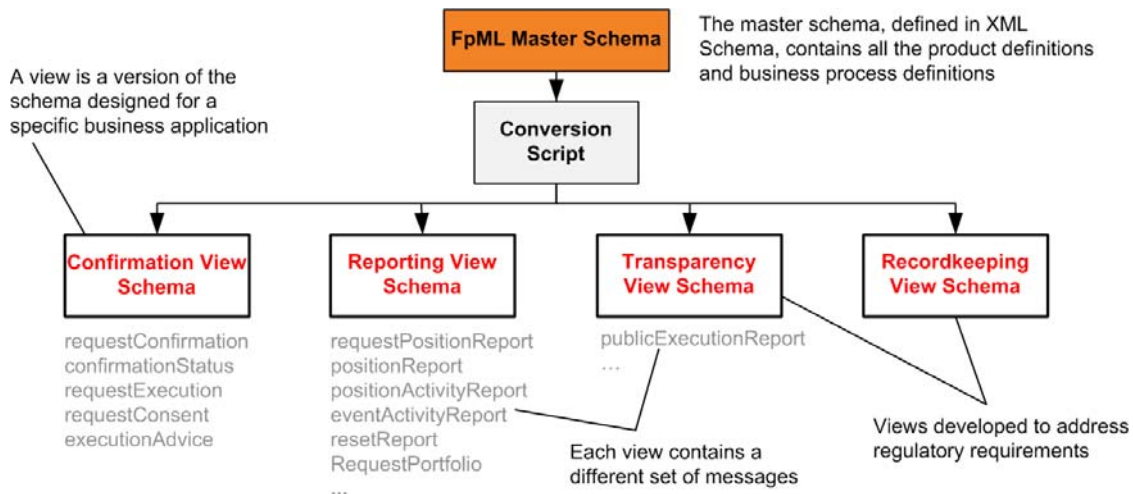 FpML Master Schema
The master schema, defined in XML
Schema, contains all the product definitions
and business process definitions
A view is a version of the
schema designed for a
specific business application
Conversion
Script
Confirmation View
Schema
requestConfirmation
confirmationStatus
requestExecution
requestConsent
executionAdvice
Reporting View
Schema
requestPositionReport
positionReport
positionActivityReport
eventActivityReport
resetReport
RequestPortfolio
...
Transparency
View Schema
publicExecutionReport
...
Recordkeeping
View Schema
Each view contains a
different set of messages
Views developed to address
regulatory requirements